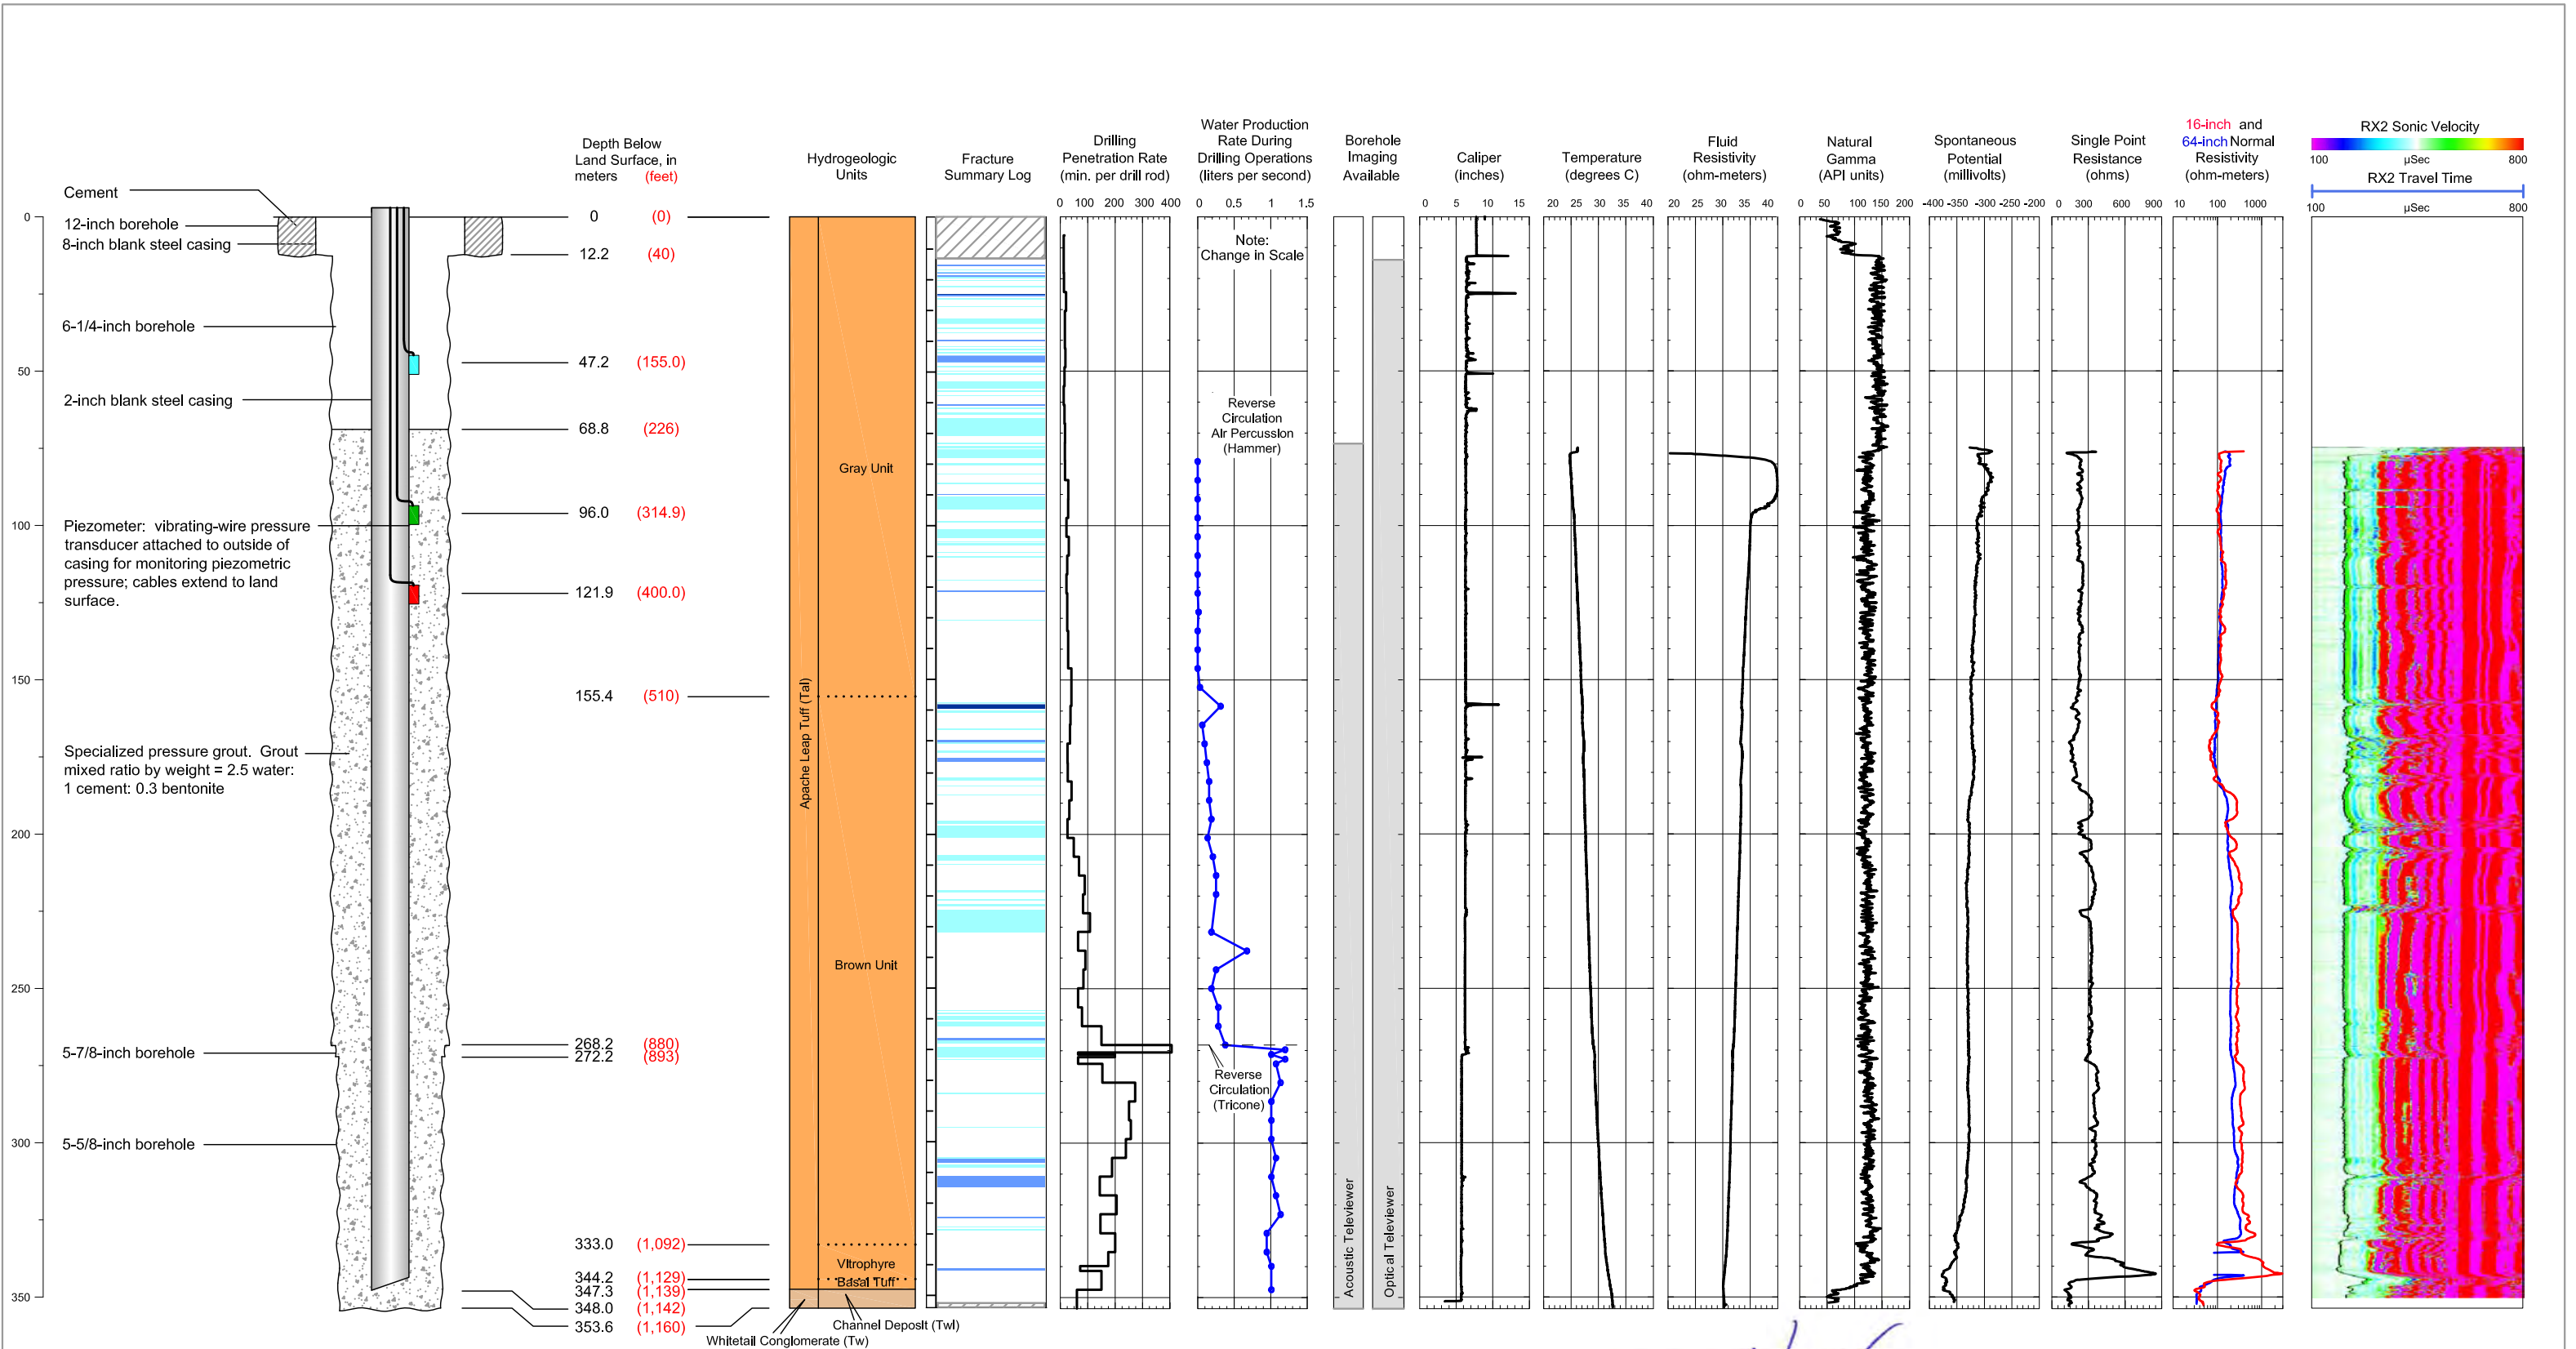 Cement
12-inch borehole
8-inch blank steel casing
6-1/4-inch borehole
2-inch blank steel casing
Piezometer: vibrating-wire pressure
transducer attached to outside of
casing for monitoring piezometric
pressure; cables extend to land
surface.
Specialized pressure grout. Grout
mixed ratio by weight = 2.5 water:
1 cement: 0.3 bentonite
5-7/8-inch borehole
5-5/8-inch borehole
0
50
100
150
200
250
300
350
Depth Below
Land Surface, in
meters (feet)
0 (0)
12.2 (40)
47.2 (155.0)
68.8 (226)
96.0 (314.9)
121.9 (400.0)
155.4 (510)
268.2 (880)
272.2 (893)
333.0 (1,092)
344.2 (1,129)
347.3 (1,139)
348.0 (1,142)
353.6 (1,160)
Hydrogeologic
Units
Apache Leap Tuff (Tal)
Gray Unit
Brown Unit
Vitrophyre
Basal Tuff
Channel Deposit (Twl)
Whitetail Conglomerate (Tw)
Fracture
Summary Log
Drilling
Penetration Rate
(min. per drill rod)
0 100 200 300 400
Water Production
Rate During
Drilling Operations
(liters per second)
0 0.5 1 1.5
Note:
Change in Scale
Reverse
Circulation
Air Percussion
(Hammer)
Reverse
Circulation
(Tricone)
Borehole
Imaging
Available
Acoustic Televiewer
Optical Televiewer
Caliper
(inches)
0 5 10 15
Temperature
(degrees C)
20 25 30 35 40
Fluid
Resistivity
(ohm-meters)
20 25 30 35 40
Natural
Gamma
(API units)
0 50 100 150 200
Spontaneous
Potential
(millivolts)
-400 -350 -300 -250 -200
Single Point
Resistance
(ohms)
0 300 600 900
16-inch and
64-inch Normal
Resistivity
(ohm-meters)
10 100 1000
RX2 Sonic Velocity
100 µSec 800
RX2 Travel Time
100 µSec 800